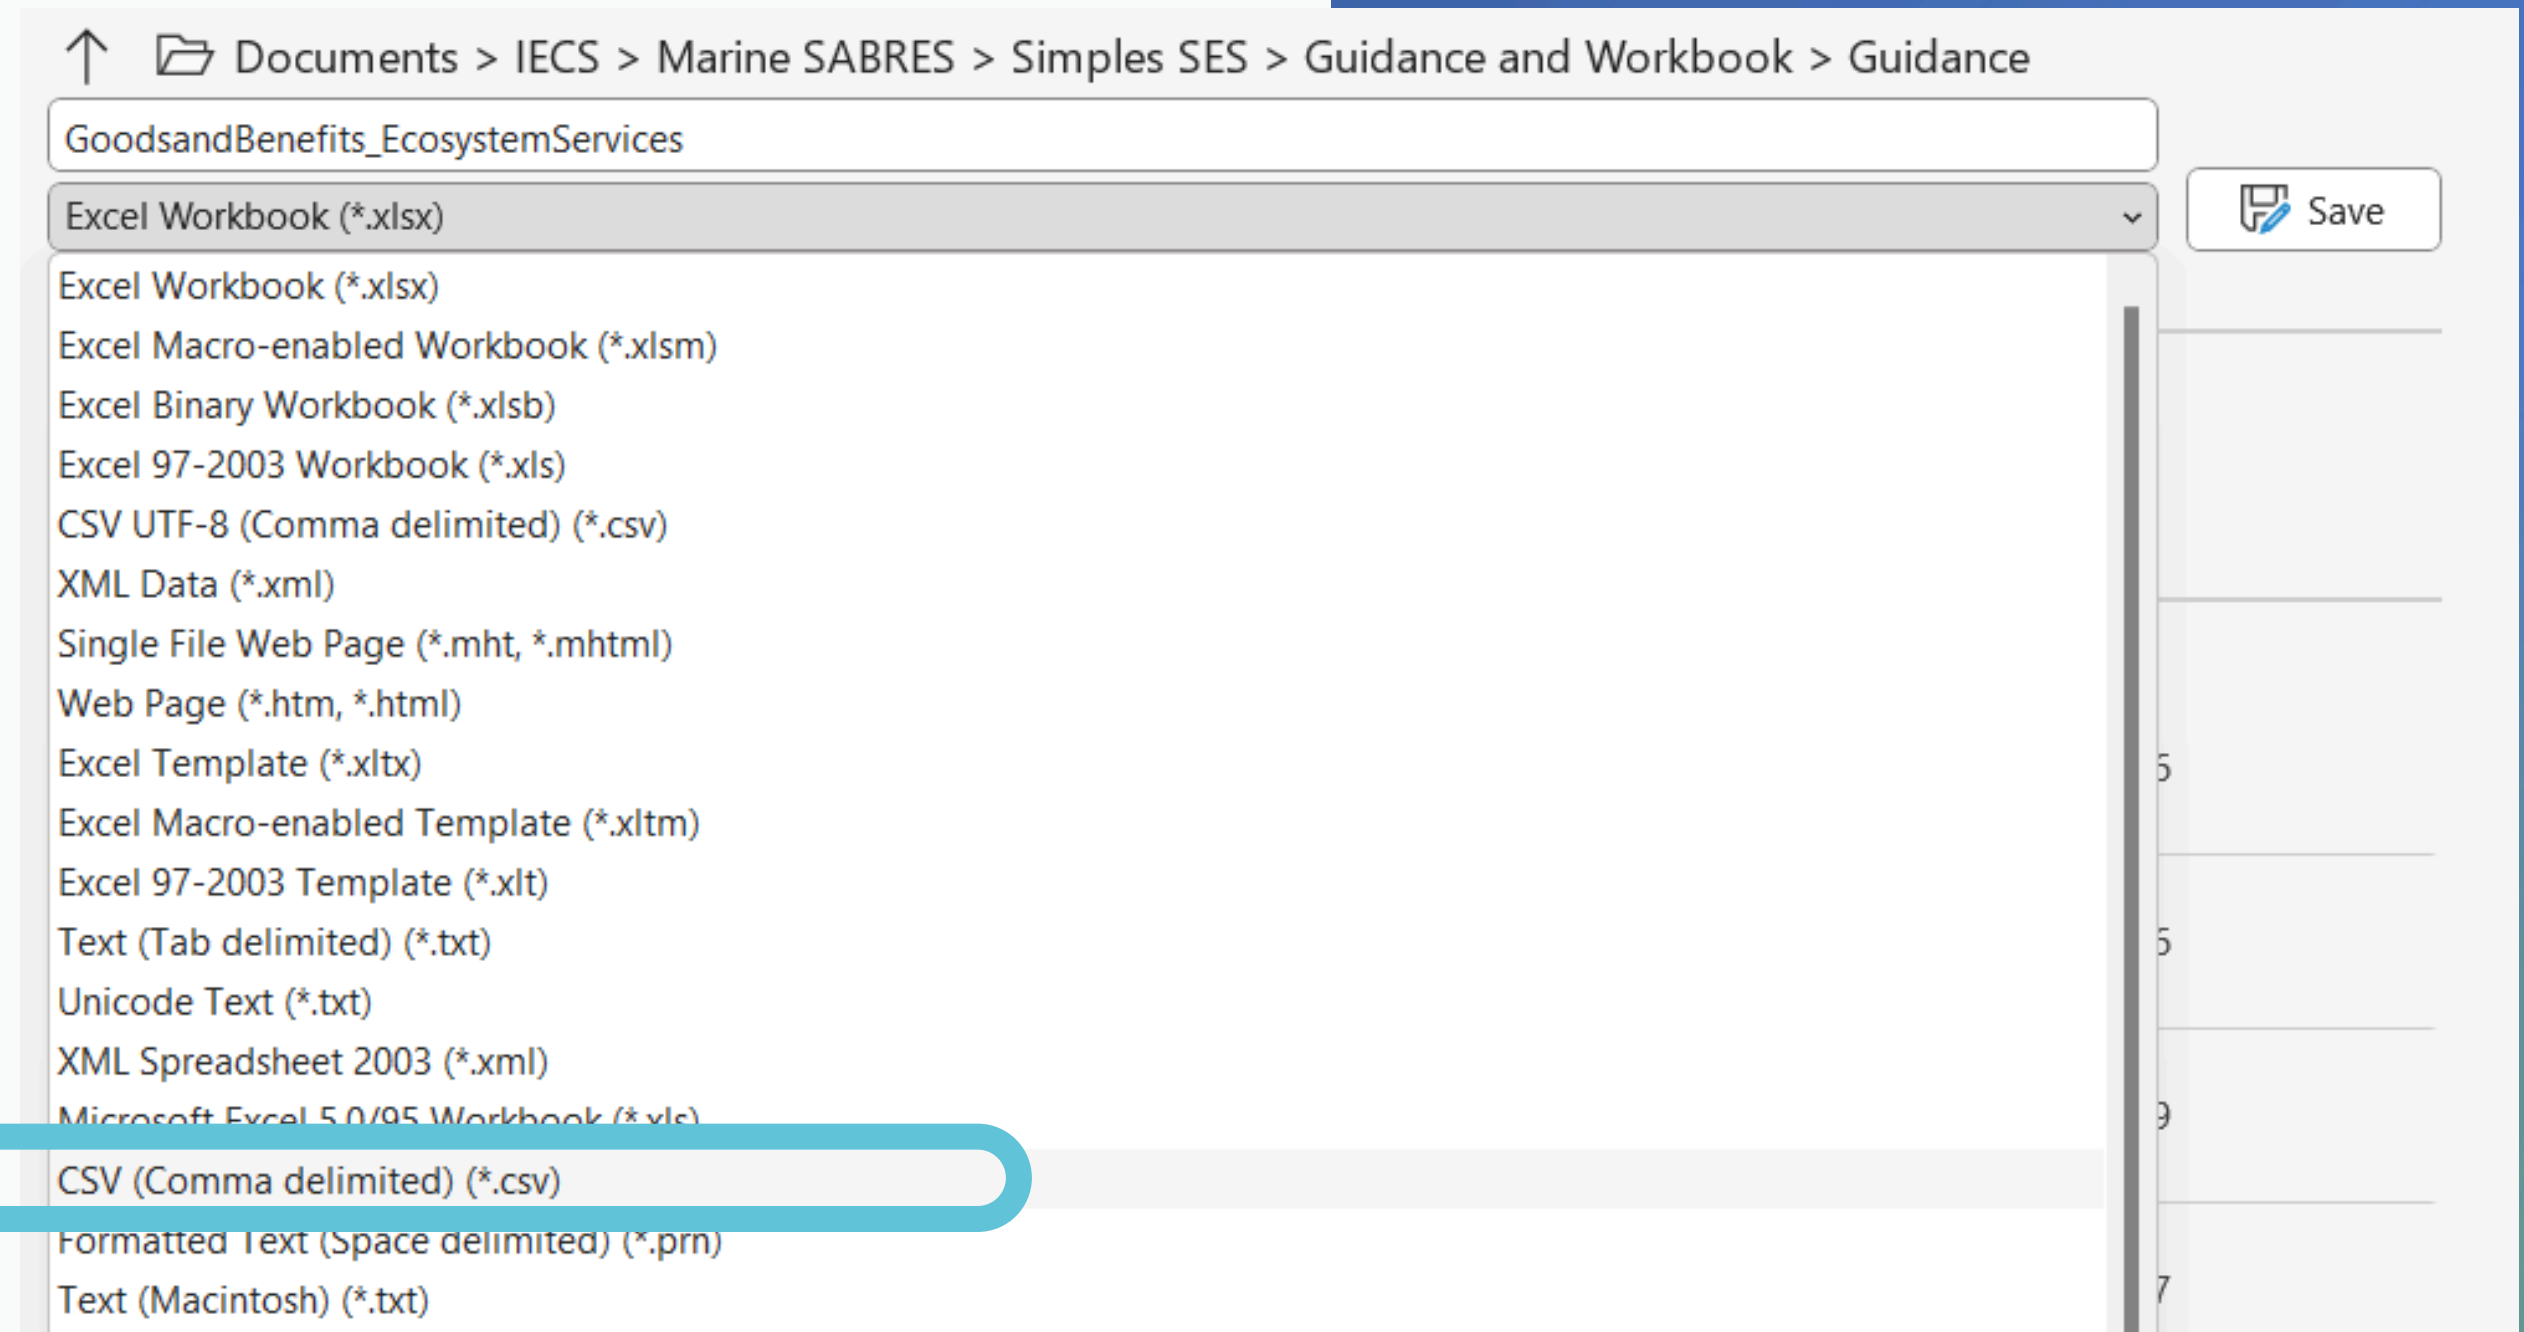 Documents > IECS > Marine SABRES > Simples SES > Guidance and Workbook > Guidance
GoodsandBenefits_EcosystemServices
Excel Workbook (*.xlsx)
Save
Excel Workbook (*.xlsx)
Excel Macro-enabled Workbook (*.xlsm)
Excel Binary Workbook (*.xlsb)
Excel 97-2003 Workbook (*.xls)
CSV UTF-8 (Comma delimited) (*.csv)
XML Data (*.xml)
Single File Web Page (*.mht, *.mhtml)
Web Page (*.htm, *.html)
Excel Template (*.xltx)
Excel Macro-enabled Template (*.xltm)
Excel 97-2003 Template (*.xlt)
Text (Tab delimited) (*.txt)
Unicode Text (*.txt)
XML Spreadsheet 2003 (*.xml)
Microsoft Excel 5.0/95 Workbook (*.xls)
CSV (Comma delimited) (*.csv)
Formatted Text (Space delimited) (*.prn)
Text (Macintosh) (*.txt)